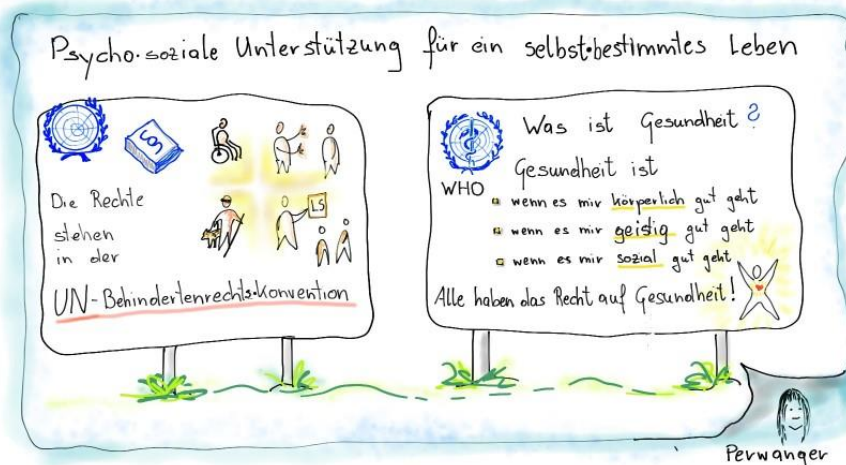 Psycho·soziale Unterstützung für ein selbst·bestimmtes Leben
Die Rechte
stehen
in der
UN-Behindertenrechts·Konvention
LS
WHO
Was ist Gesundheit?
Gesundheit ist
wenn es mir körperlich gut geht
wenn es mir geistig gut geht
wenn es mir sozial gut geht
Alle haben das Recht auf Gesundheit!
Perwanger